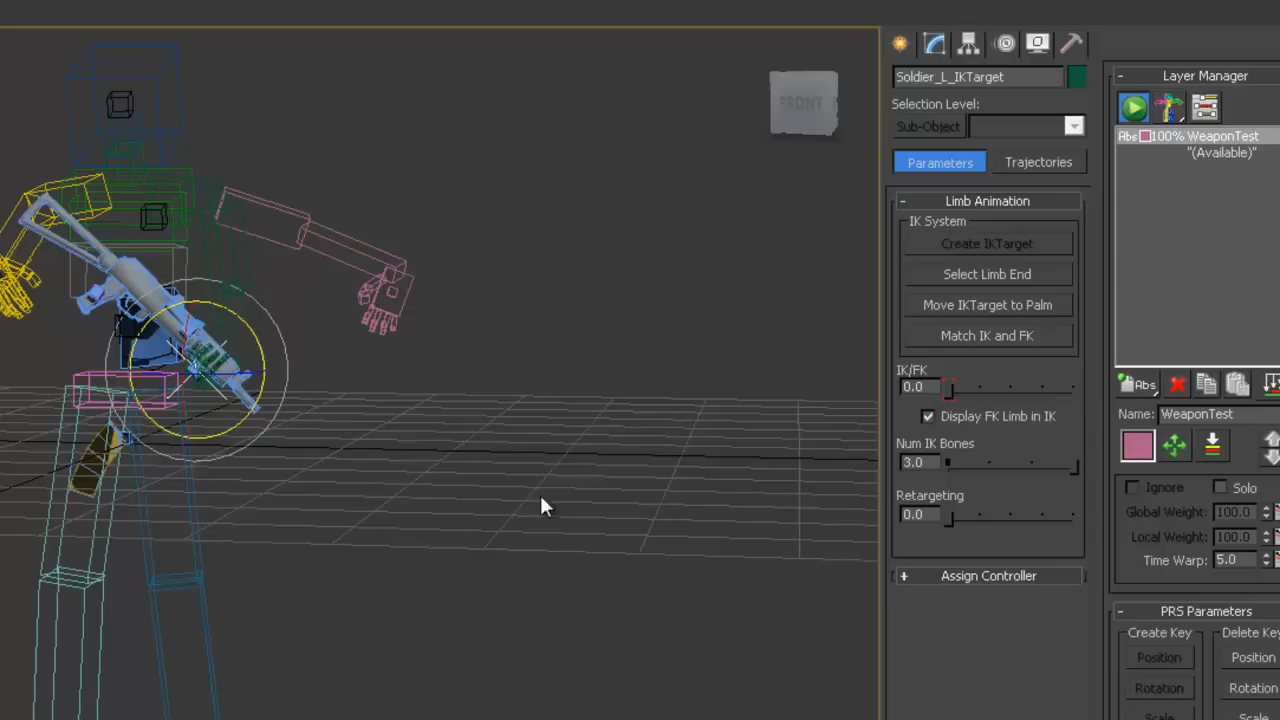 FRONT
Soldier_L_IKTarget
Selection Level:
Sub-Object
Parameters
Trajectories
- Limb Animation
IK System
Create IKTarget
Select Limb End
Move IKTarget to Palm
Match IK and FK
IK/FK
0.0
Display FK Limb in IK
Num IK Bones
3.0
Retargeting
0.0
+ Assign Controller
- Layer Manager
Abs 100% WeaponTest
"(Available)"
Abs
Name: WeaponTest
Ignore Solo
Global Weight: 100.0
Local Weight: 100.0
Time Warp: 5.0
- PRS Parameters
Create Key Delete Key
Position Position
Rotation Rotation
Scale Scale